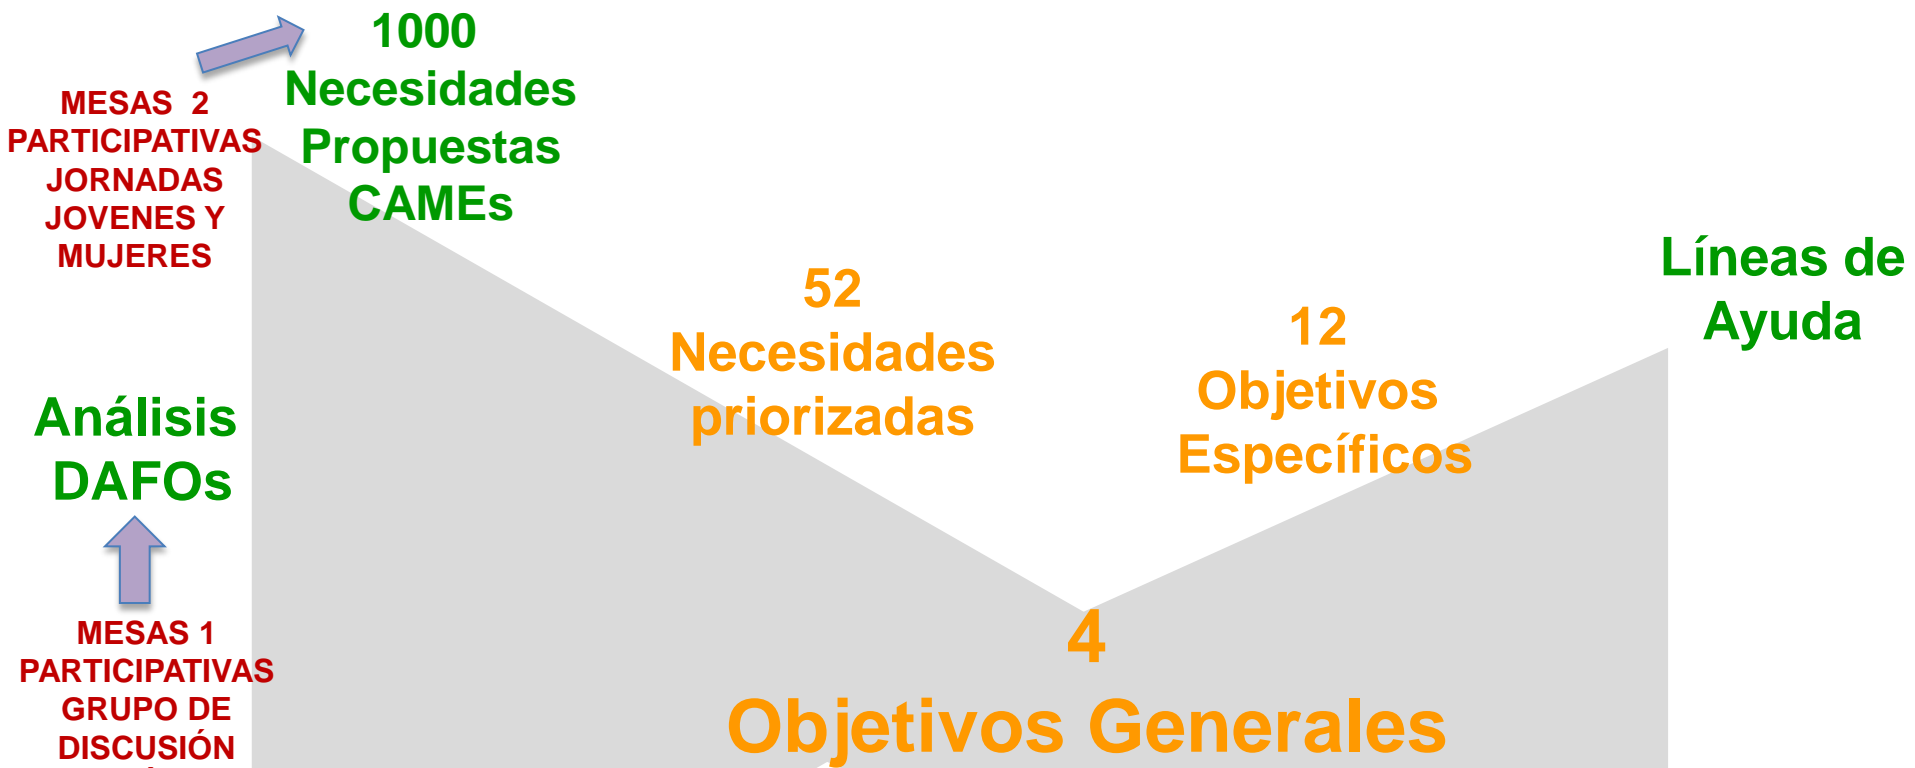 1000
Necesidades
Propuestas
CAMEs
MESAS 2
PARTICIPATIVAS
JORNADAS
JOVENES Y
MUJERES
Análisis
DAFOs
MESAS 1
PARTICIPATIVAS
GRUPO DE
DISCUSIÓN
52
Necesidades
priorizadas
12
Objetivos
Específicos
Líneas de
Ayuda
4
Objetivos Generales